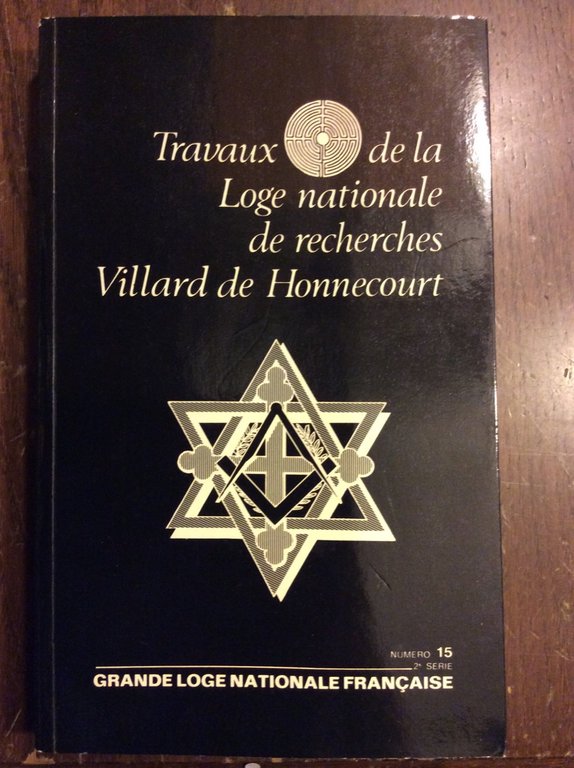 Travaux de la
Loge nationale
de recherches
Villard de Honnecourt
NUMERO 15
2e SERIE
GRANDE LOGE NATIONALE FRANÇAISE